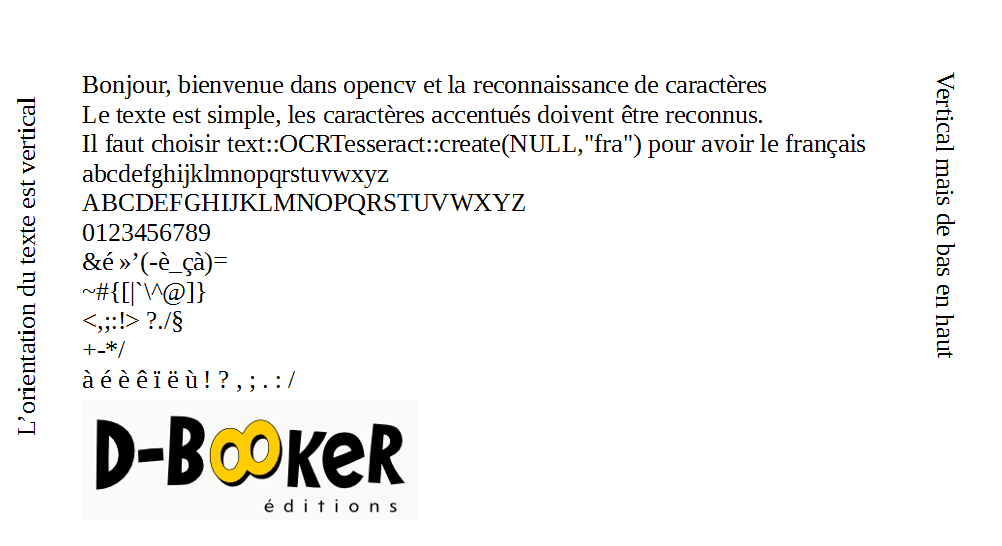 L’orientation du texte est vertical
Bonjour, bienvenue dans opencv et la reconnaissance de caractères
Le texte est simple, les caractères accentués doivent être reconnus.
Il faut choisir text::OCRTesseract::create(NULL,"fra") pour avoir le français
abcdefghijklmnopqrstuvwxyz
ABCDEFGHIJKLMNOPQRSTUVWXYZ
0123456789
&é »’(-è_çà)=
~#{[|`\^@]}
<,;:!> ?./§
+-*/
à é è ê ï ë ù ! ? , ; . : /
D-BOOKeR
éditions
Vertical mais de bas en haut